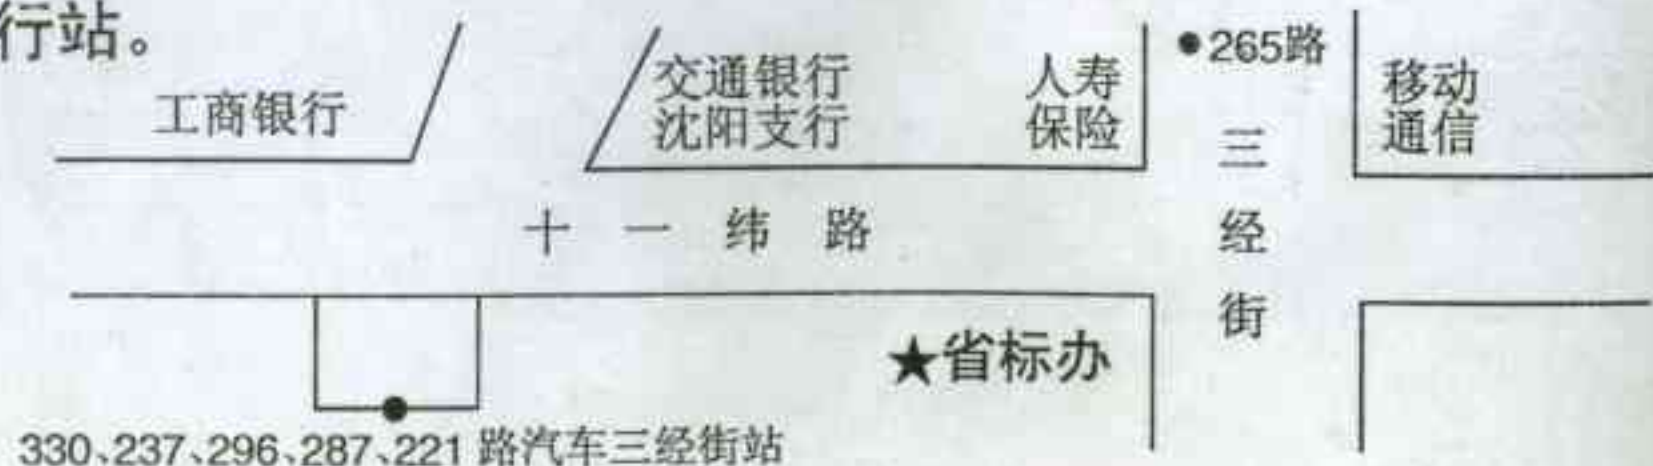 行站。
工商银行
交通银行
沈阳支行
人寿
保险
•265路
移动
通信
三经街
十一纬路
★省标办
330、237、296、287、221 路汽车三经街站